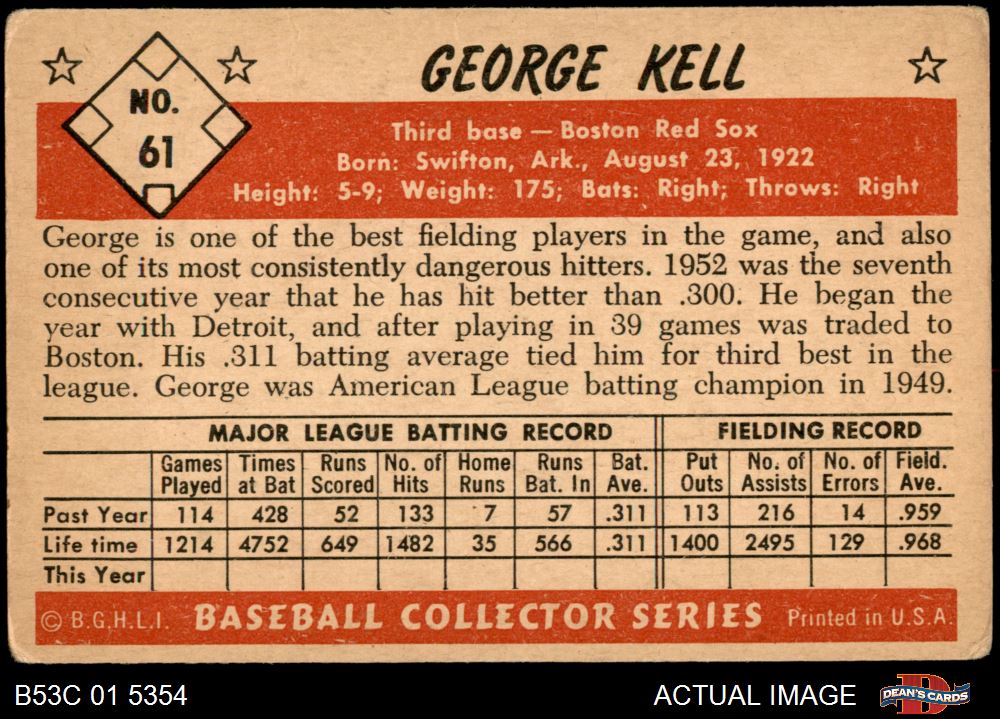 GEORGE KELL
NO.
61
Third base — Boston Red Sox
Born: Swifton, Ark., August 23, 1922
Height: 5-9; Weight: 175; Bats: Right; Throws: Right
George is one of the best fielding players in the game, and also
one of its most consistently dangerous hitters. 1952 was the seventh
consecutive year that he has hit better than .300. He began the
year with Detroit, and after playing in 39 games was traded to
Boston. His .311 batting average tied him for third best in the
league. George was American League batting champion in 1949.
MAJOR LEAGUE BATTING RECORD FIELDING RECORD
Games Times Runs No. of Home Runs Bat. Put No. of No. of Field.
Played at Bat Scored Hits Runs Bat. In Ave. Outs Assists Errors Ave.
Past Year 114 428 52 133 7 57 .311 113 216 14 .959
Life time 1214 4752 649 1482 35 566 .311 1400 2495 129 .968
This Year
© B.G.H.L.I. BASEBALL COLLECTOR SERIES Printed in U.S.A.
B53C 01 5354 ACTUAL IMAGE DEAN'S CARDS